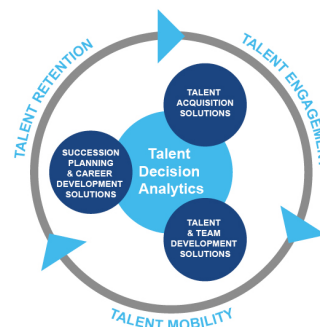 TALENT RETENTION
TALENT ENGAGEMENT
TALENT
ACQUISITION
SOLUTIONS
SUCCESSION
PLANNING
& CAREER
DEVELOPMENT
SOLUTIONS
Talent
Decision
Analytics
TALENT
& TEAM
DEVELOPMENT
SOLUTIONS
TALENT MOBILITY